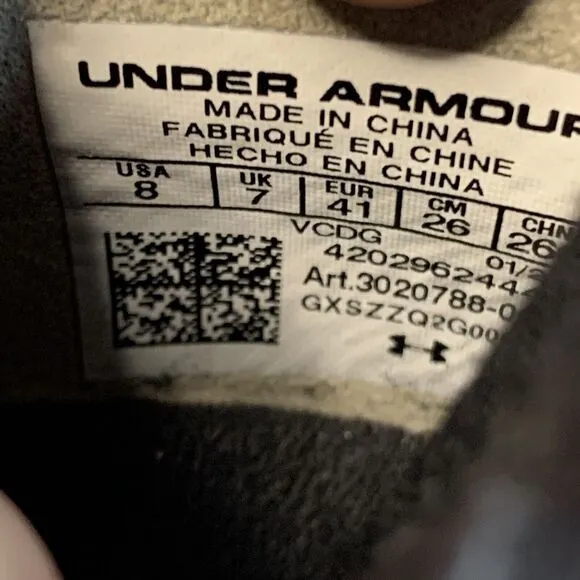 UNDER ARMOUR
MADE IN CHINA
FABRIQUÉ EN CHINE
HECHO EN CHINA
USA UK EUR CM CHN
8 7 41 26 26
VCDG 01/
420296244
Art.3020788-0
GXSZZQ2G00